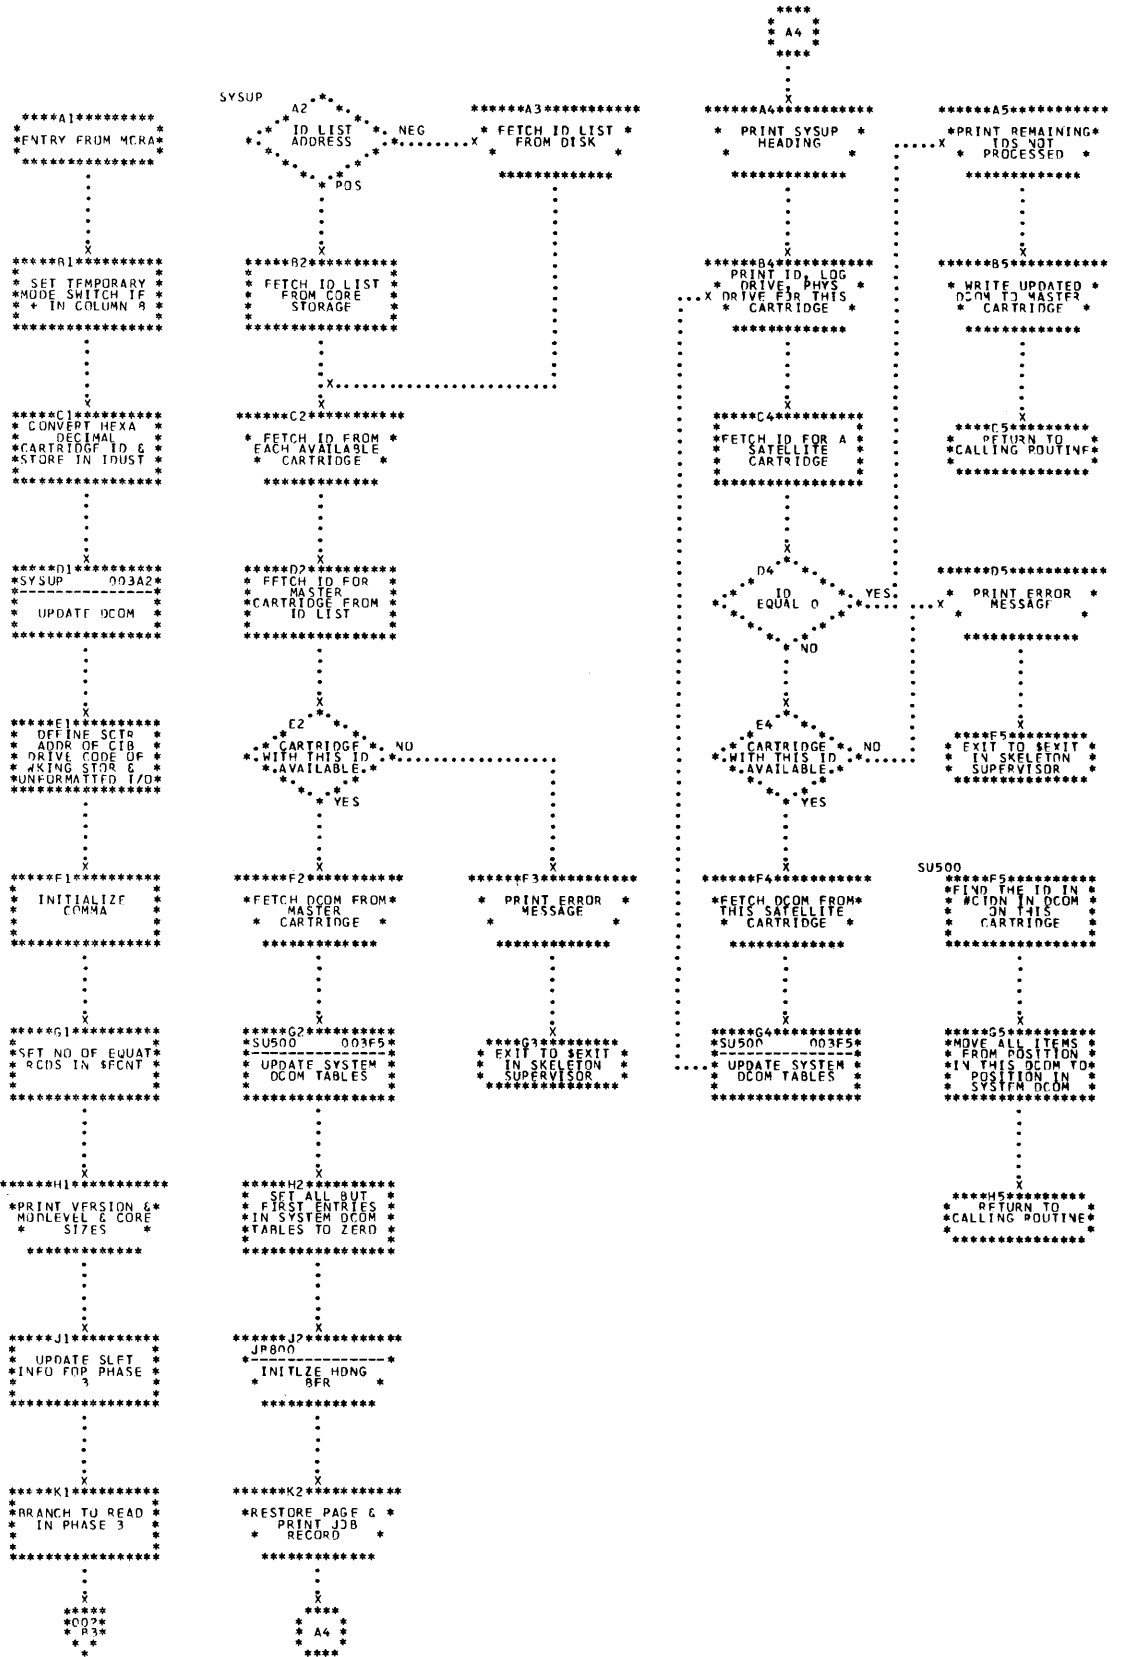 *****A1*********
ENTRY FROM MCRA
*****B1**********
SET TEMPORARY
MODE SWITCH IF
+ IN COLUMN 8
*****C1**********
CONVERT HEXA
DECIMAL
CARTRIDGE ID &
STORE IN IDUST
*****D1**********
SYSUP 003A2
UPDATE DCOM
*****E1**********
DEFINE SCTR
ADDR OF CIB
DRIVE CODE OF
WKING STOR &
UNFORMATTED I/O
*****F1**********
INITIALIZE
COMMA
*****G1**********
SET NO OF EQUAT
RCDS IN $FCNT
******H1***********
PRINT VERSION &
MODLEVEL & CORE
SIZES
*****J1**********
UPDATE SLET
INFO FOR PHASE
3
*****K1**********
BRANCH TO READ
IN PHASE 3
002
B3
SYSUP
A2
ID LIST
ADDRESS
NEG
POS
*****B2**********
FETCH ID LIST
FROM CORE
STORAGE
******C2***********
FETCH ID FROM
EACH AVAILABLE
CARTRIDGE
*****D2**********
FETCH ID FOR
MASTER
CARTRIDGE FROM
ID LIST
E2
CARTRIDGE
WITH THIS ID
AVAILABLE
NO
YES
******F2***********
FETCH DCOM FROM
MASTER
CARTRIDGE
*****G2**********
SU500 003F5
UPDATE SYSTEM
DCOM TABLES
*****H2**********
SET ALL BUT
FIRST ENTRIES
IN SYSTEM DCOM
TABLES TO ZERO
******J2***********
JP800
INITLZE HDNG
BFR
******K2***********
RESTORE PAGE &
PRINT JOB
RECORD
A4
******A3***********
FETCH ID LIST
FROM DISK
******F3***********
PRINT ERROR
MESSAGE
****G3*********
EXIT TO $EXIT
IN SKELETON
SUPERVISOR
A4
******A4***********
PRINT SYSUP
HEADING
******B4***********
PRINT ID, LOG
DRIVE, PHYS
DRIVE FOR THIS
CARTRIDGE
*****C4**********
FETCH ID FOR A
SATELLITE
CARTRIDGE
D4
ID
EQUAL 0
YES
NO
E4
CARTRIDGE
WITH THIS ID
AVAILABLE
NO
YES
******F4***********
FETCH DCOM FROM
THIS SATELLITE
CARTRIDGE
*****G4**********
SU500 003F5
UPDATE SYSTEM
DCOM TABLES
******A5***********
PRINT REMAINING
IDS NOT
PROCESSED
******B5***********
WRITE UPDATED
DCOM TO MASTER
CARTRIDGE
****C5*********
RETURN TO
CALLING ROUTINE
******D5***********
PRINT ERROR
MESSAGE
****E5*********
EXIT TO $EXIT
IN SKELETON
SUPERVISOR
SU500
*****F5**********
FIND THE ID IN
#CIDN IN DCOM
ON THIS
CARTRIDGE
*****G5**********
MOVE ALL ITEMS
FROM POSITION
IN THIS DCOM TO
POSITION IN
SYSTEM DCOM
****H5*********
RETURN TO
CALLING ROUTINE